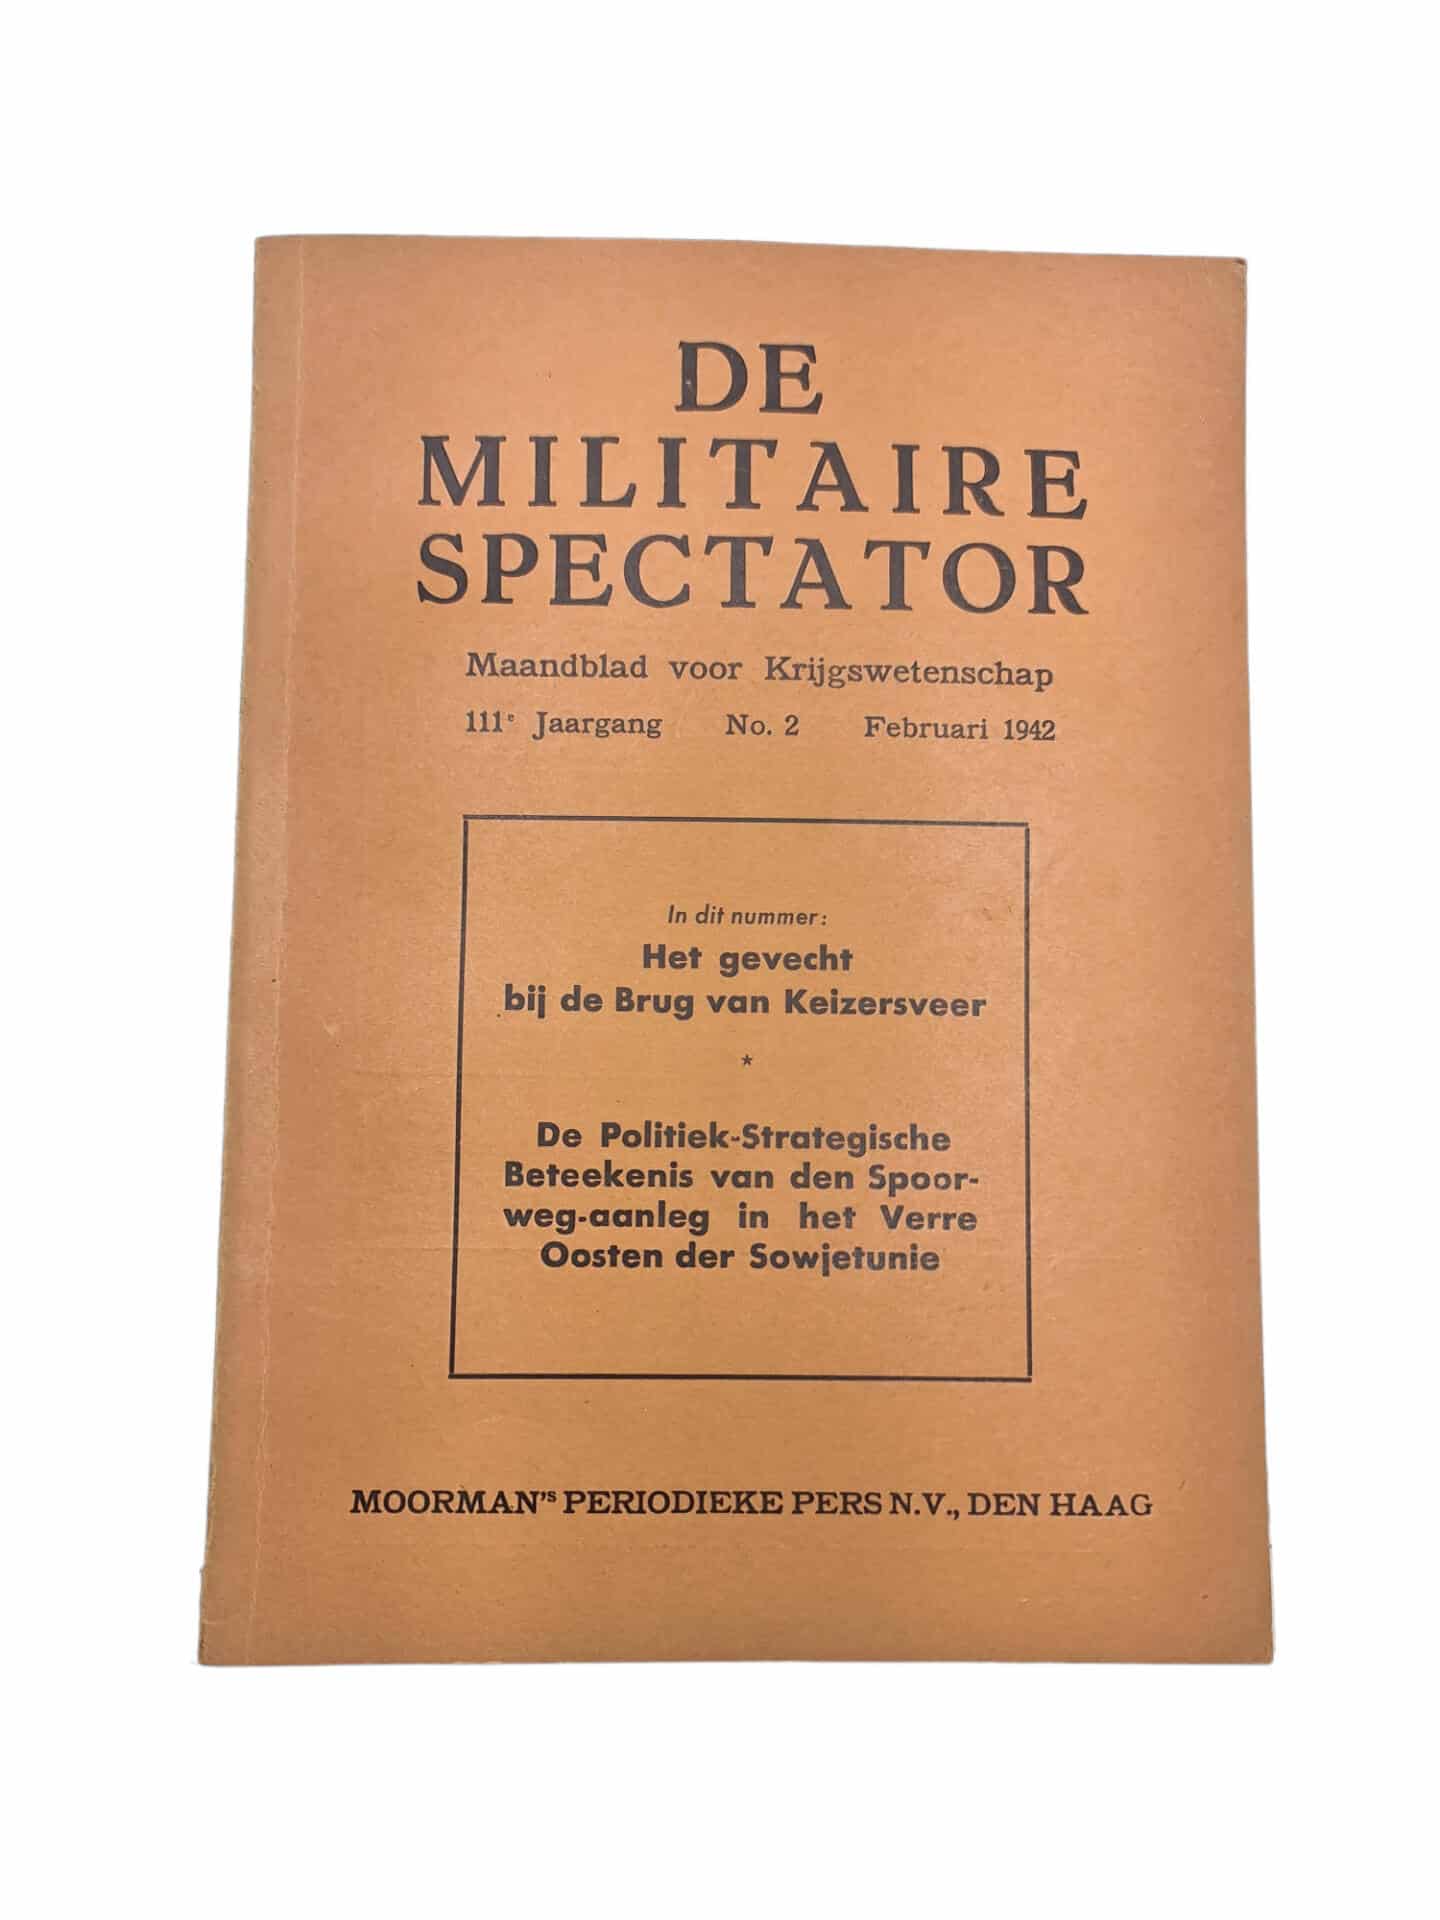 DE
MILITAIRE
SPECTATOR
Maandblad voor Krijgswetenschap
111e Jaargang No. 2 Februari 1942
In dit nummer:
Het gevecht
bij de Brug van Keizersveer
*
De Politiek-Strategische
Beteekenis van den Spoor-
weg-aanleg in het Verre
Oosten der Sowjetunie
MOORMAN's PERIODIEKE PERS N.V., DEN HAAG